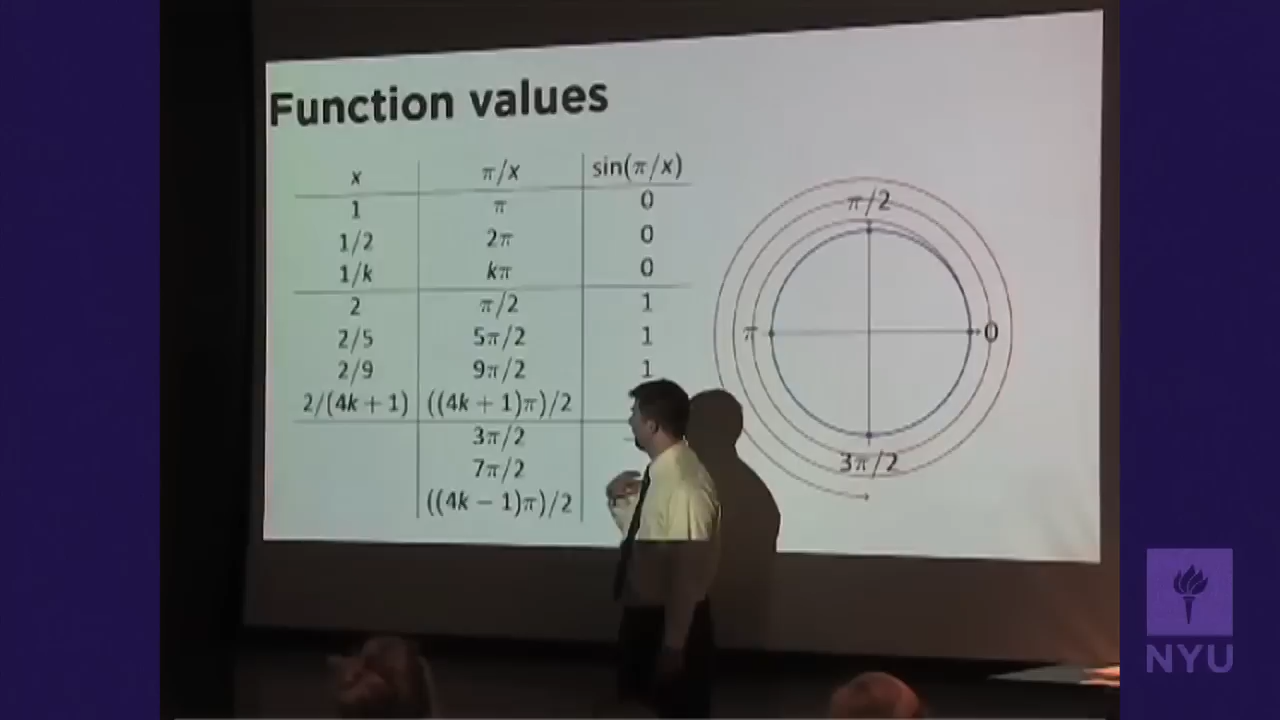 Function values
x π/x sin(π/x)
1 π 0
1/2 2π 0
1/k kπ 0
2 π/2 1
2/5 5π/2 1
2/9 9π/2 1
2/(4k + 1) ((4k + 1)π)/2
3π/2
7π/2
((4k − 1)π)/2
π/2
π 0
3π/2
NYU